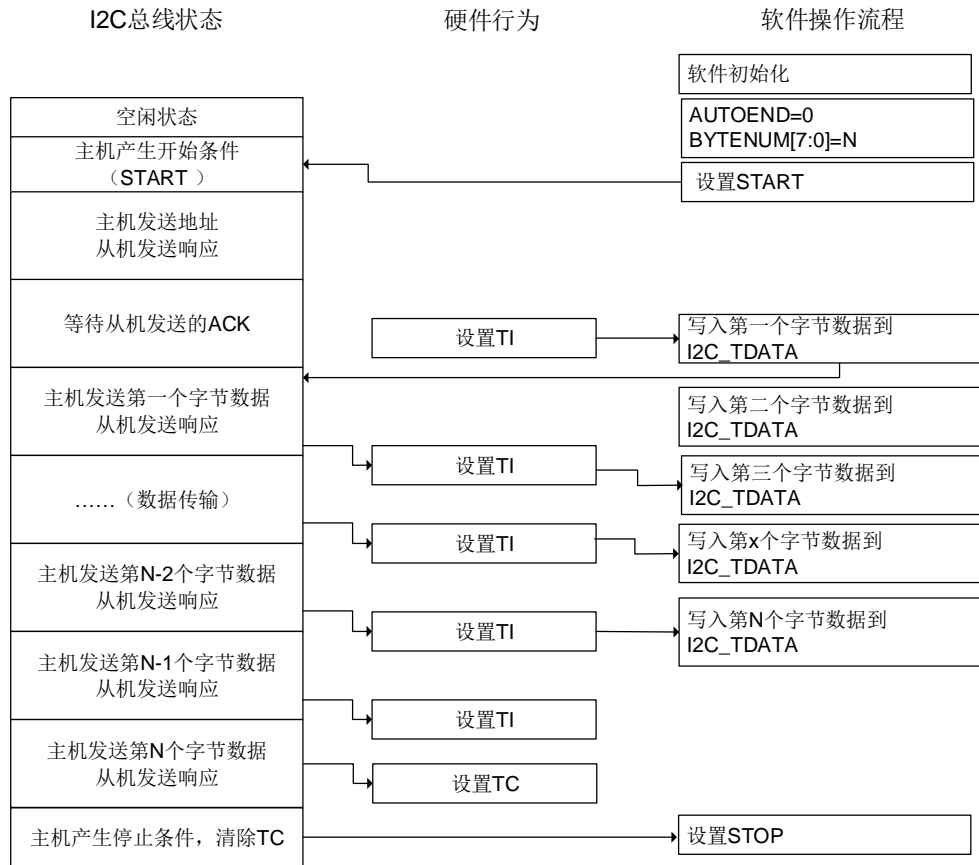 I2C总线状态
硬件行为
软件操作流程
软件初始化
空闲状态
AUTOEND=0
BYTENUM[7:0]=N
主机产生开始条件
（START ）
设置START
主机发送地址
从机发送响应
等待从机发送的ACK
设置TI
写入第一个字节数据到
I2C_TDATA
主机发送第一个字节数据
从机发送响应
写入第二个字节数据到
I2C_TDATA
设置TI
写入第三个字节数据到
I2C_TDATA
……（数据传输）
设置TI
写入第x个字节数据到
I2C_TDATA
主机发送第N-2个字节数据
从机发送响应
设置TI
写入第N个字节数据到
I2C_TDATA
主机发送第N-1个字节数据
从机发送响应
设置TI
主机发送第N个字节数据
从机发送响应
设置TC
主机产生停止条件，清除TC
设置STOP